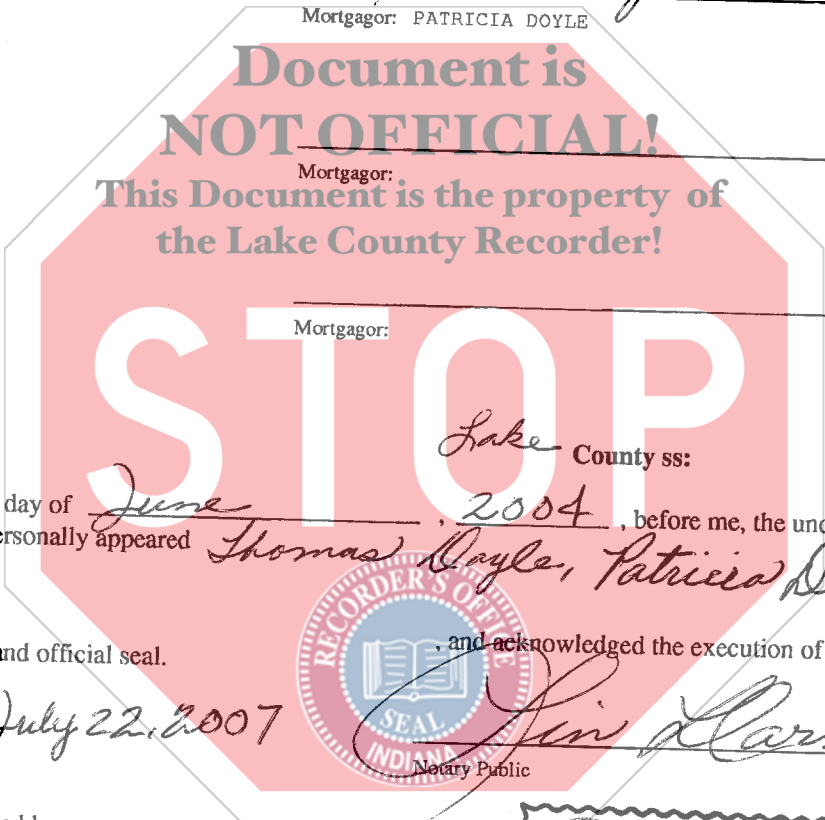 Mortgagor: PATRICIA DOYLE
Document is
NOT OFFICIAL!
Mortgagor:
This Document is the property of
the Lake County Recorder!
Mortgagor:
STOP
Lake County ss:
day of June, 2004, before me, the und
ersonally appeared Thomas Doyle, Patricia D
RECORDER'S OFFICE
, and acknowledged the execution of
and official seal.
July 22, 2007
SEAL
INDIANA
Notary Public